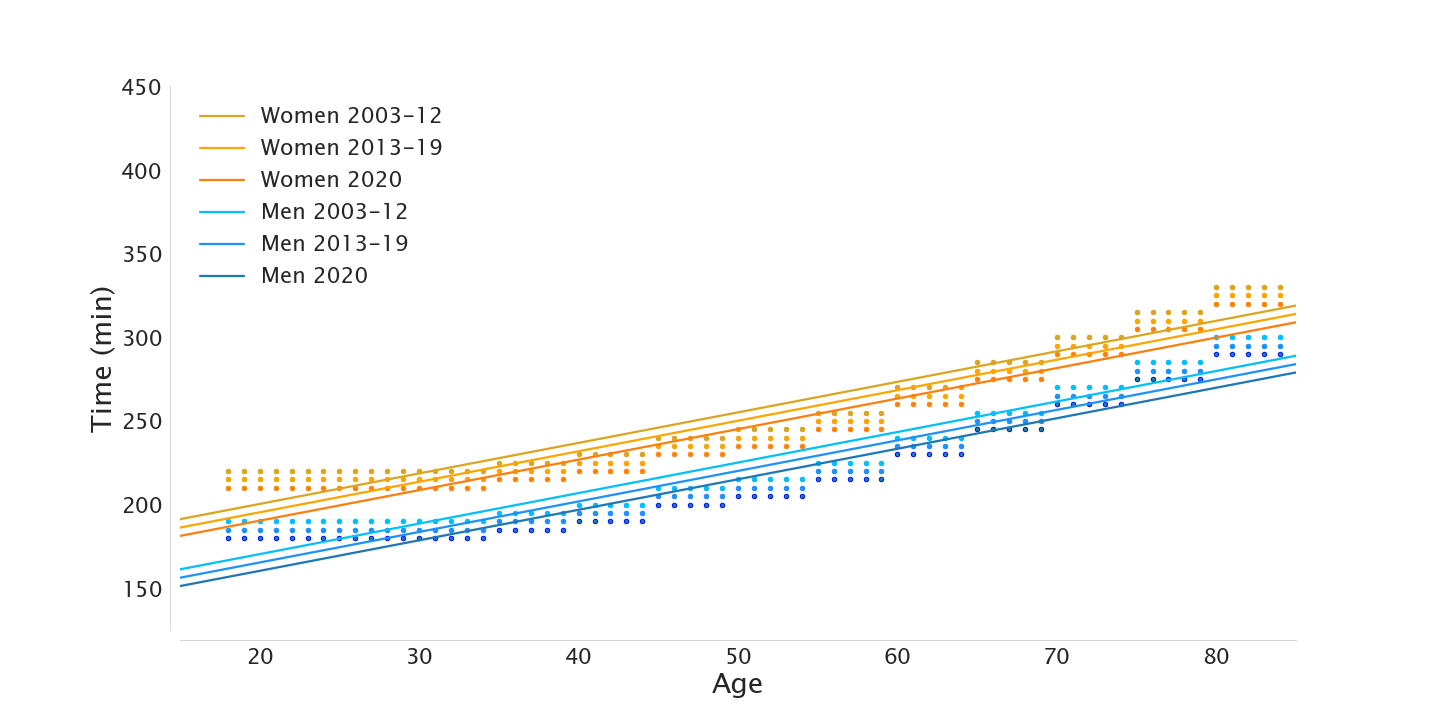 450
400
350
300
250
200
150
Time (min)
Women 2003–12
Women 2013–19
Women 2020
Men 2003–12
Men 2013–19
Men 2020
20 30 40 50 60 70 80
Age